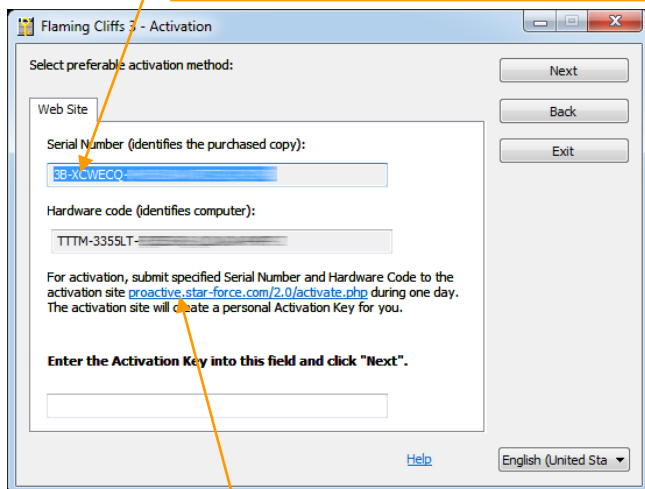 Flaming Cliffs 3 - Activation
Select preferable activation method:
Next
Web Site
Back
Serial Number (identifies the purchased copy):
Exit
3B-XCWECQ-
Hardware code (identifies computer):
TTTM-3355LT-
For activation, submit specified Serial Number and Hardware Code to the
activation site proactive.star-force.com/2.0/activate.php during one day.
The activation site will create a personal Activation Key for you.
Enter the Activation Key into this field and click "Next".
Help
English (United Sta